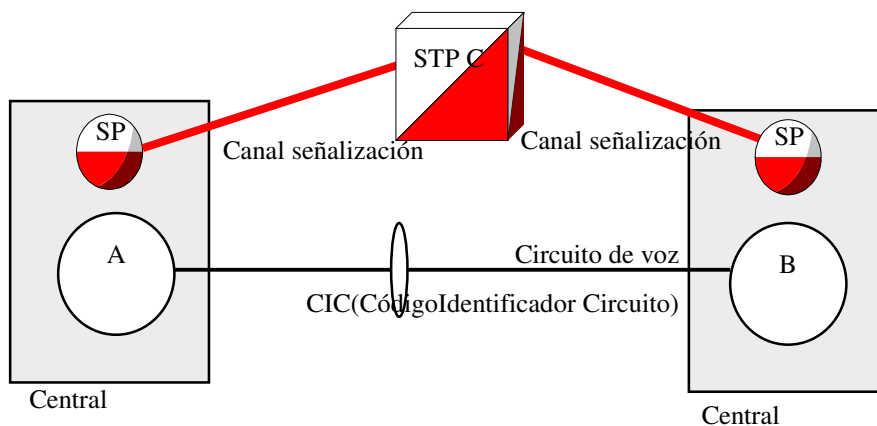 STP C
SP
SP
Canal señalización
Canal señalización
A
B
Circuito de voz
CIC(CódigoIdentificador Circuito)
Central
Central